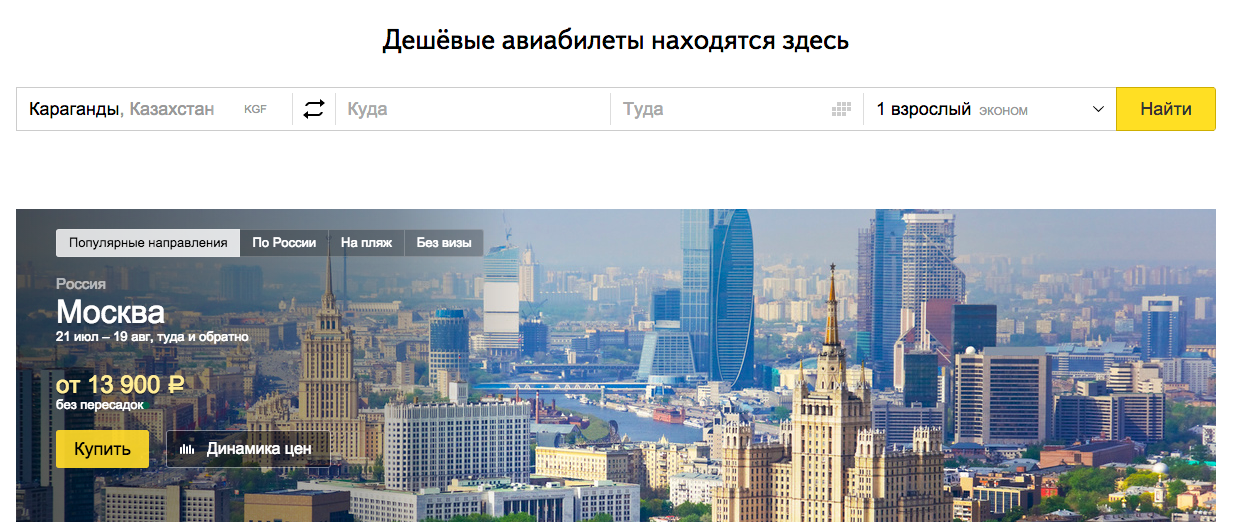 Дешёвые авиабилеты находятся здесь
Караганды, Казахстан KGF Куда Туда 1 взрослый эконом Найти
Популярные направления По России На пляж Без визы
Россия
Москва
21 июл – 19 авг, туда и обратно
от 13 900 ₽
без пересадок
Купить Динамика цен